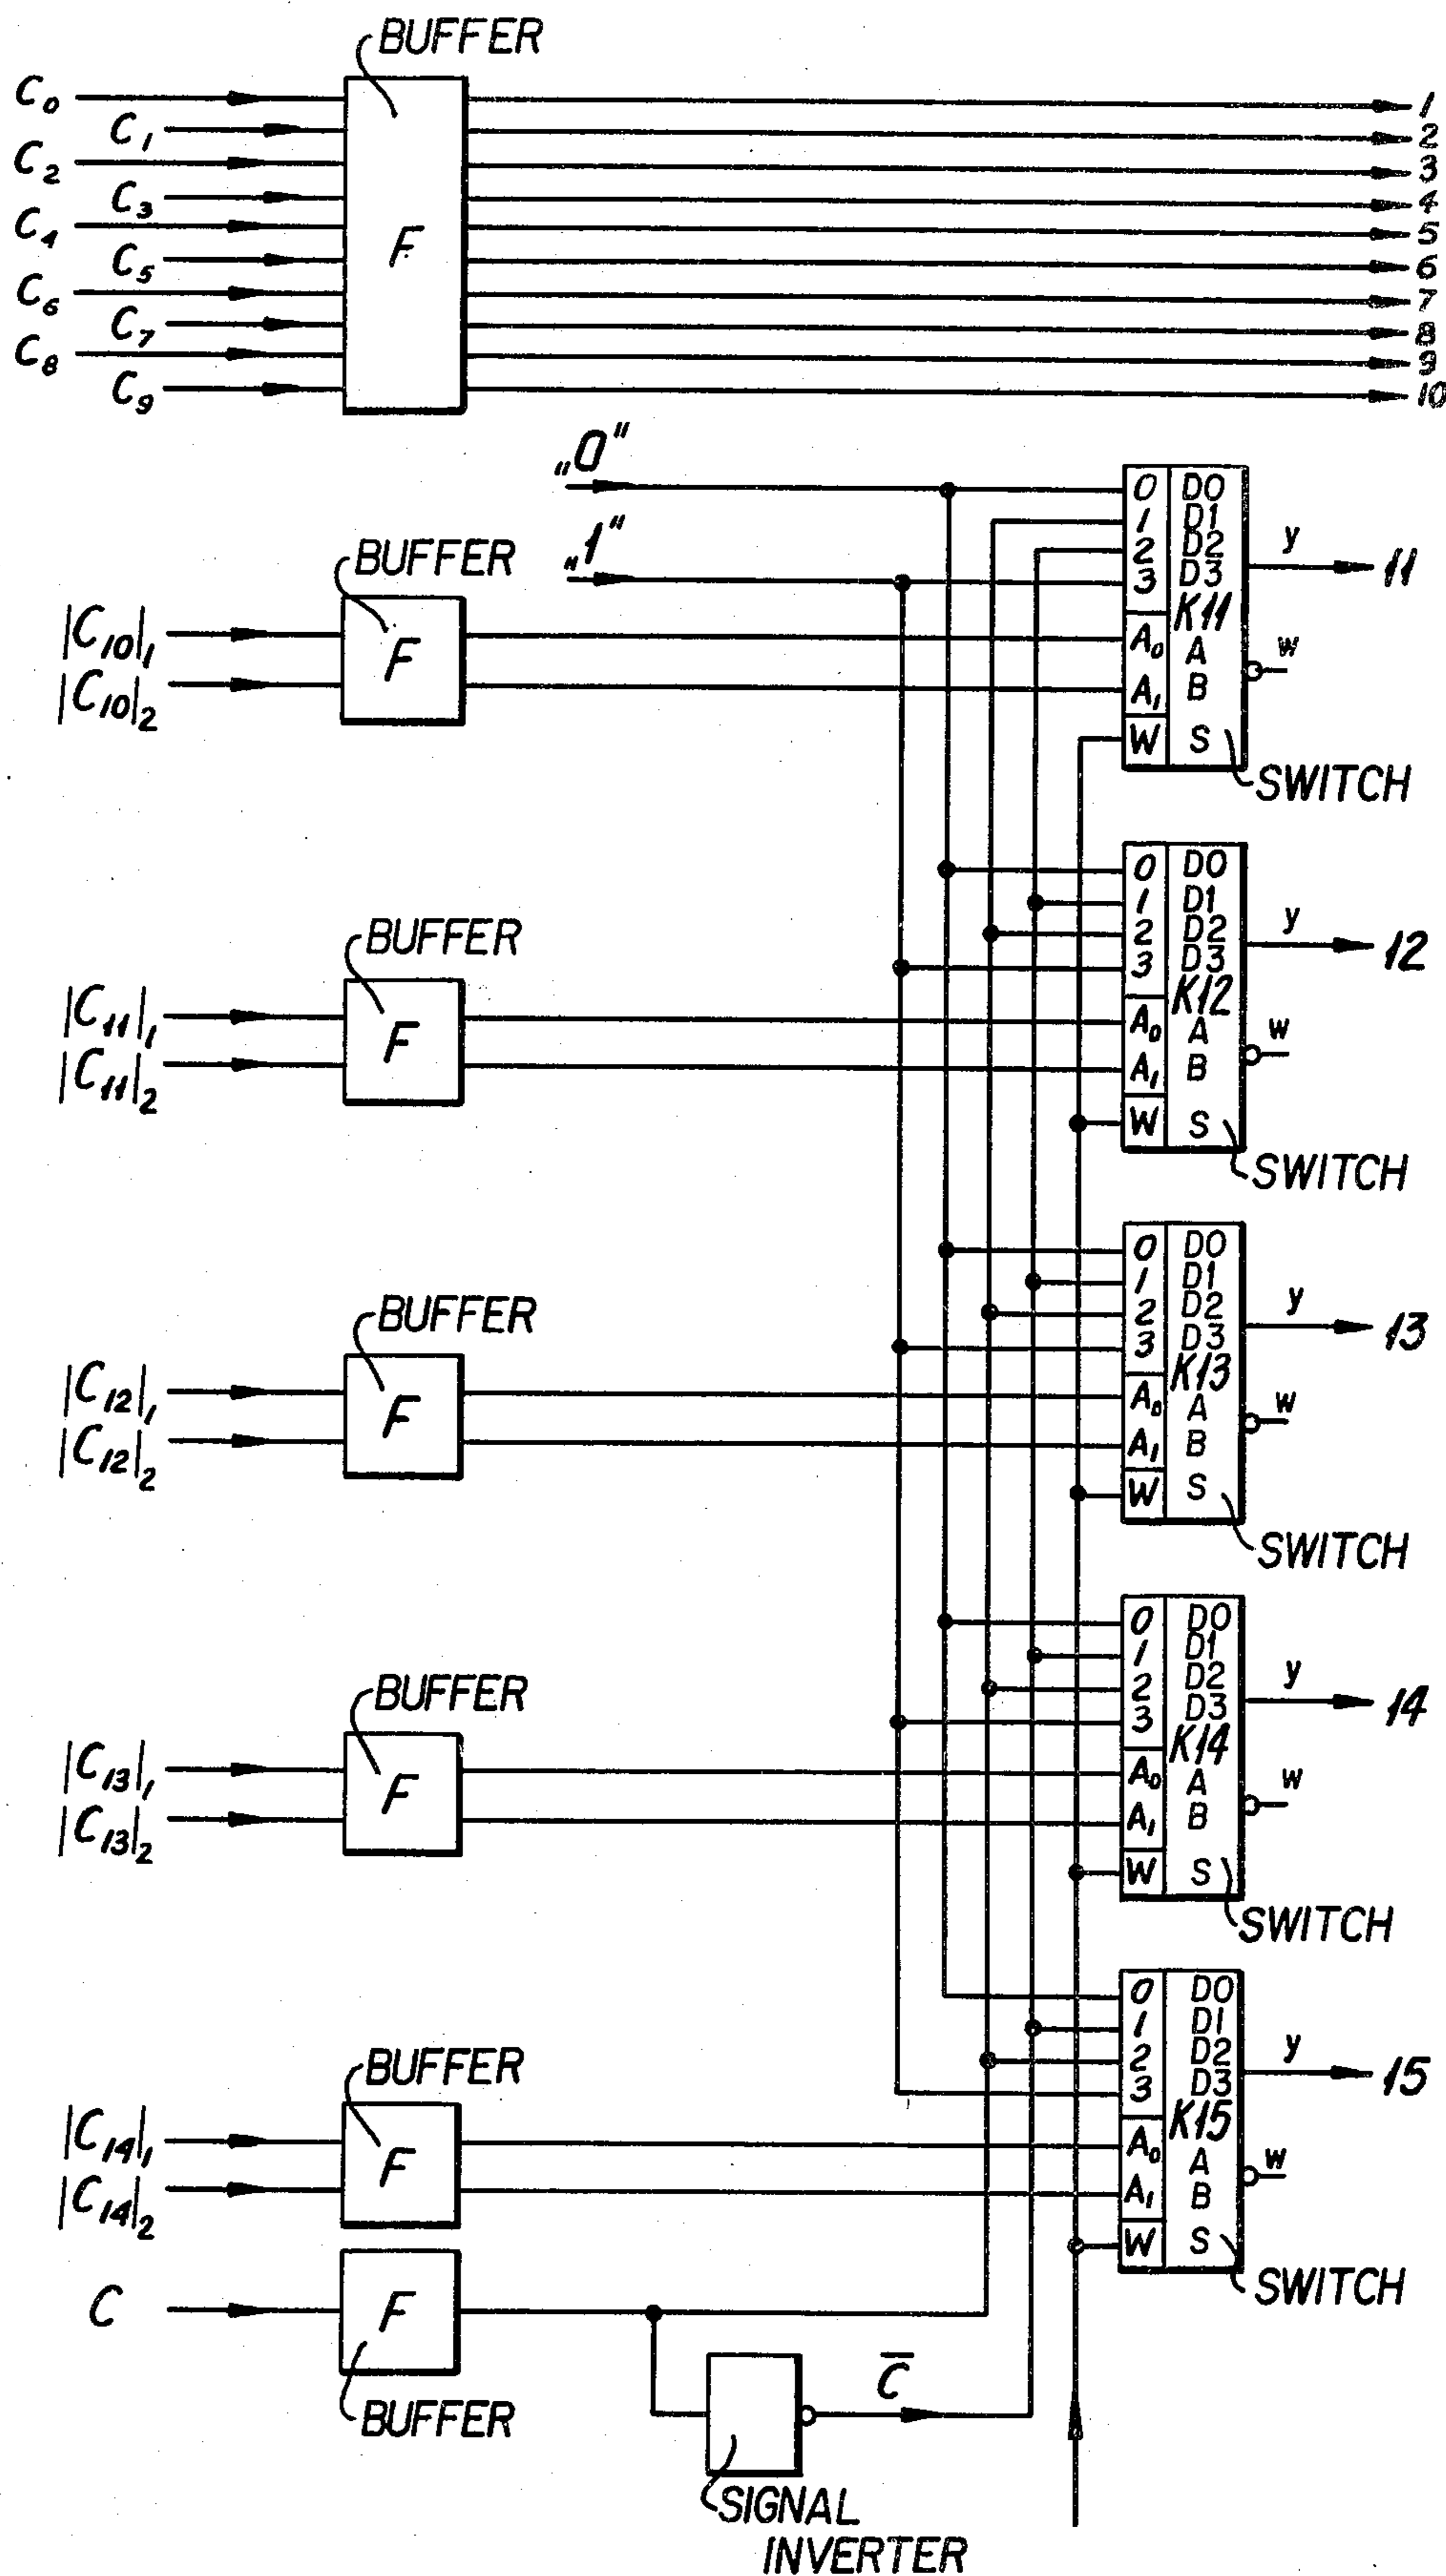 BUFFER
C₀ 1
C₁ 2
C₂ 3
C₃ 4
C₄ F 5
C₅ 6
C₆ 7
C₇ 8
C₈ 9
C₉ 10
„0”
„1”
0 D0
1 D1 y
2 D2 11
3 D3
BUFFER K11
|C₁₀|₁ F A₀ A w
|C₁₀|₂ A₁ B
W S
SWITCH
0 D0
1 D1 y
2 D2 12
3 D3
BUFFER K12
|C₁₁|₁ F A₀ A w
|C₁₁|₂ A₁ B
W S
SWITCH
0 D0
1 D1 y
2 D2 13
3 D3
BUFFER K13
|C₁₂|₁ F A₀ A w
|C₁₂|₂ A₁ B
W S
SWITCH
0 D0
1 D1 y
2 D2 14
3 D3
BUFFER K14
|C₁₃|₁ F A₀ A w
|C₁₃|₂ A₁ B
W S
SWITCH
0 D0
1 D1 y
2 D2 15
3 D3
BUFFER K15
|C₁₄|₁ F A₀ A w
|C₁₄|₂ A₁ B
W S
SWITCH
C F
BUFFER
C̅
SIGNAL
INVERTER